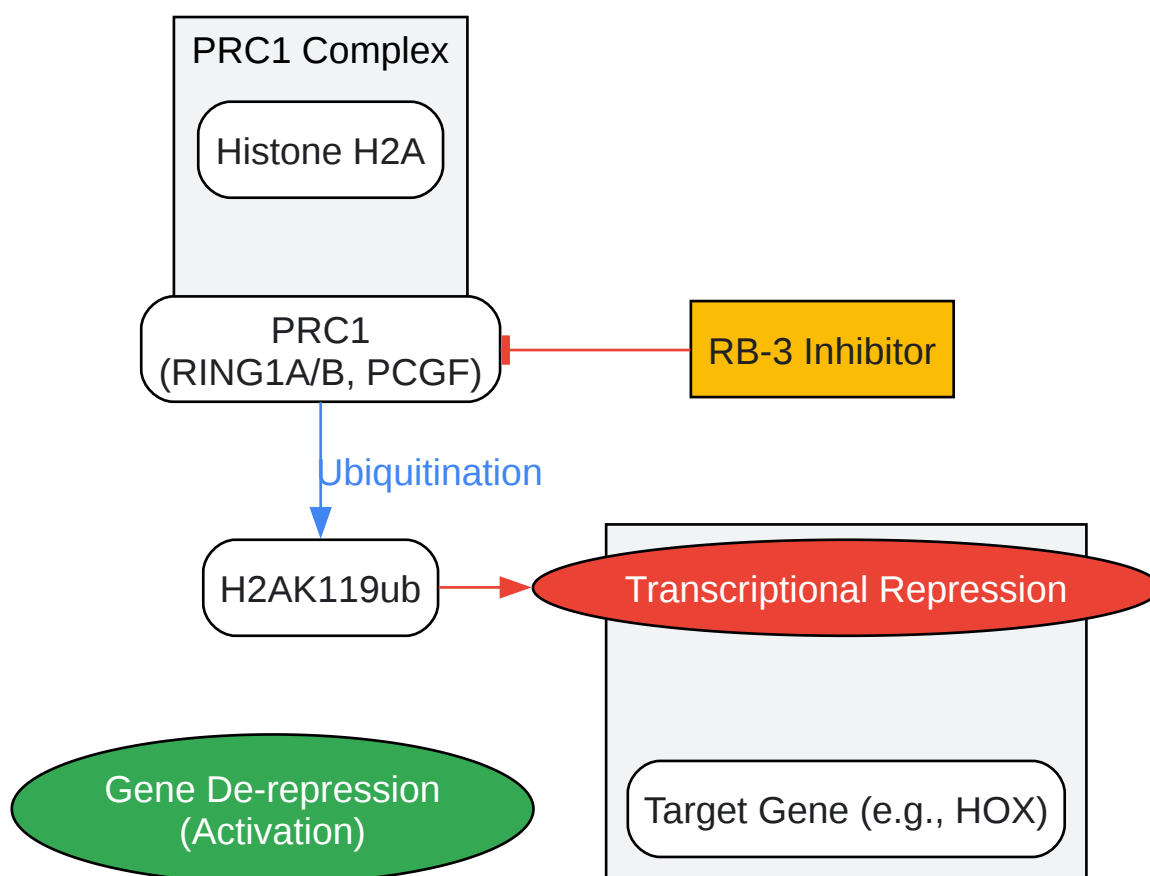 PRC1 Complex
Histone H2A
PRC1
(RING1A/B, PCGF)
RB-3 Inhibitor
Ubiquitination
H2AK119ub
Transcriptional Repression
Gene De-repression
(Activation)
Target Gene (e.g., HOX)